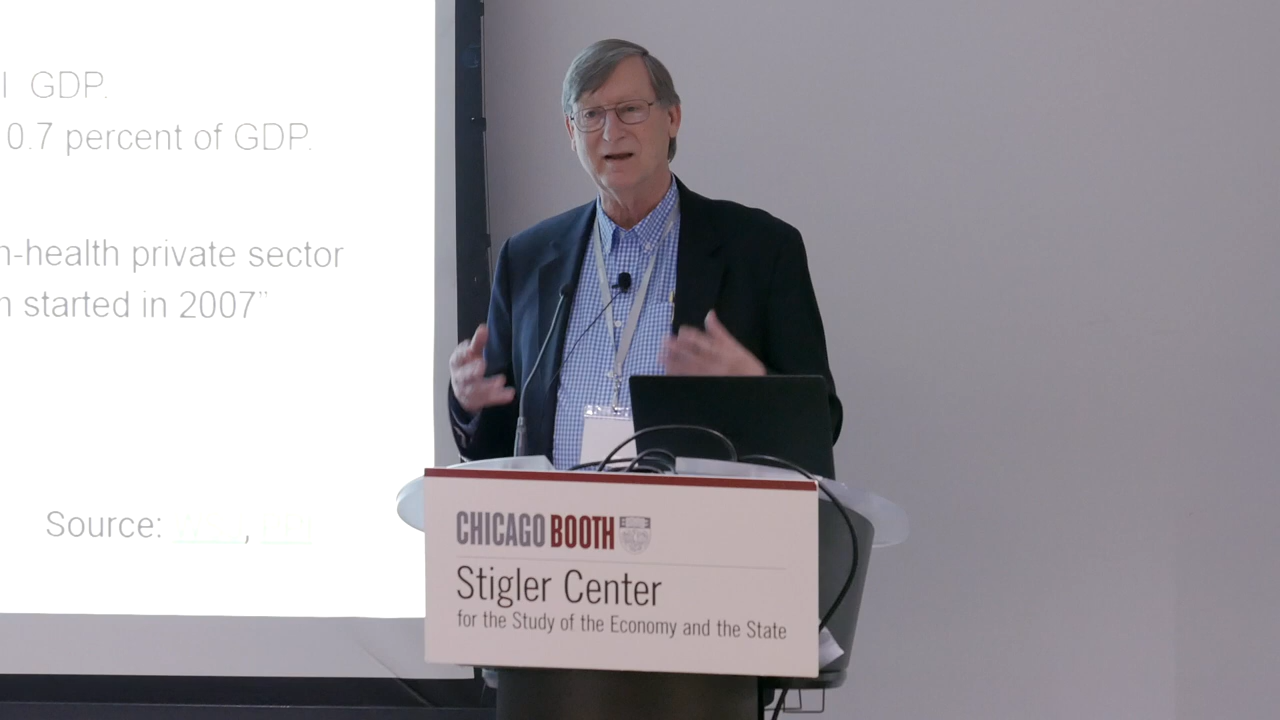 l GDP.
0.7 percent of GDP.
n-health private sector
n started in 2007”
Source: ,
CHICAGO BOOTH
Stigler Center
for the Study of the Economy and the State